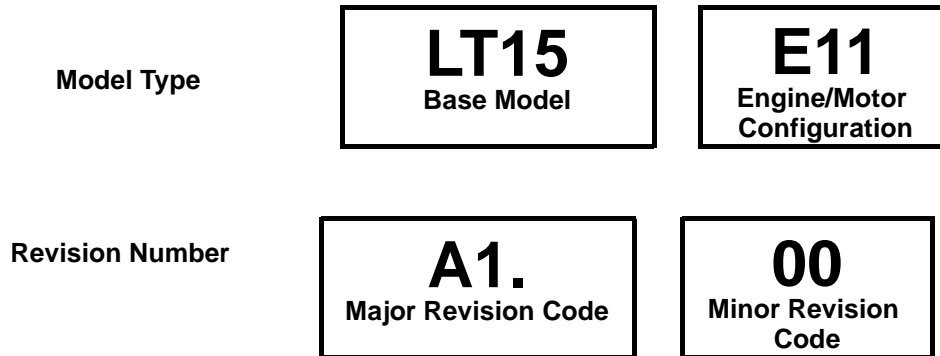 Model Type
LT15
Base Model
E11
Engine/Motor
Configuration
Revision Number
A1.
Major Revision Code
00
Minor Revision
Code